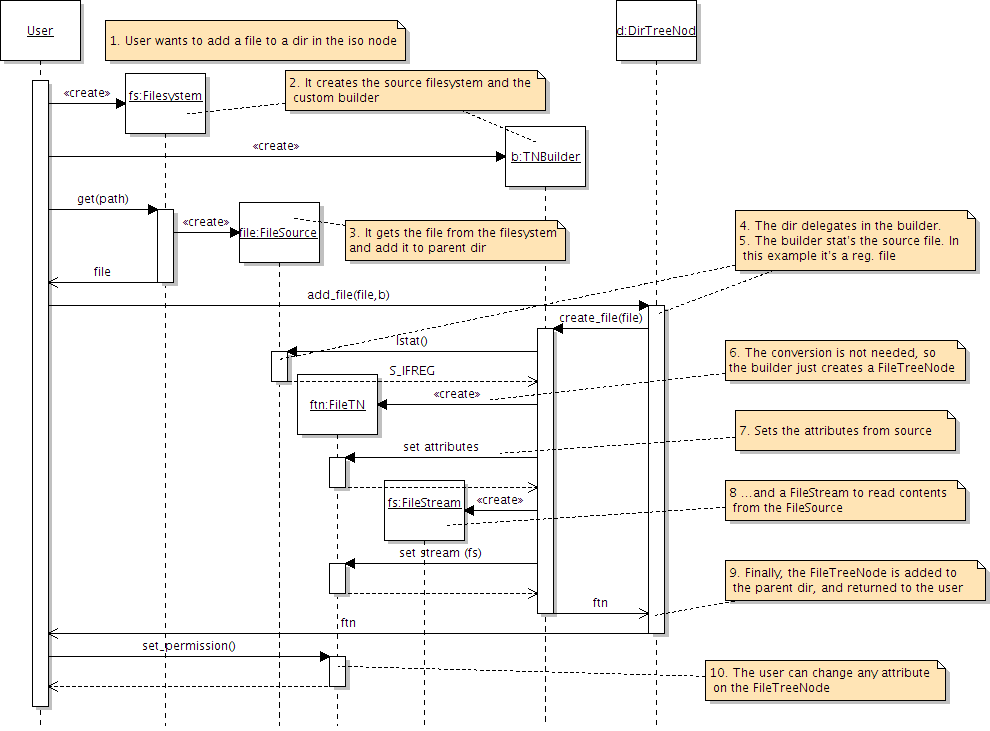 User
d:DirTreeNod
1. User wants to add a file to a dir in the iso node
2. It creates the source filesystem and the
custom builder
«create»
fs:Filesystem
«create»
b:TNBuilder
get(path)
«create»
file:FileSource
3. It gets the file from the filesystem
and add it to parent dir
4. The dir delegates in the builder.
5. The builder stat's the source file. In
this example it's a reg. file
file
add_file(file,b)
create_file(file)
lstat()
S_IFREG
6. The conversion is not needed, so
the builder just creates a FileTreeNode
«create»
ftn:FileTN
7. Sets the attributes from source
set attributes
fs:FileStream
«create»
8 ...and a FileStream to read contents
from the FileSource
set stream (fs)
9. Finally, the FileTreeNode is added to
the parent dir, and returned to the user
ftn
ftn
set_permission()
10. The user can change any attribute
on the FileTreeNode